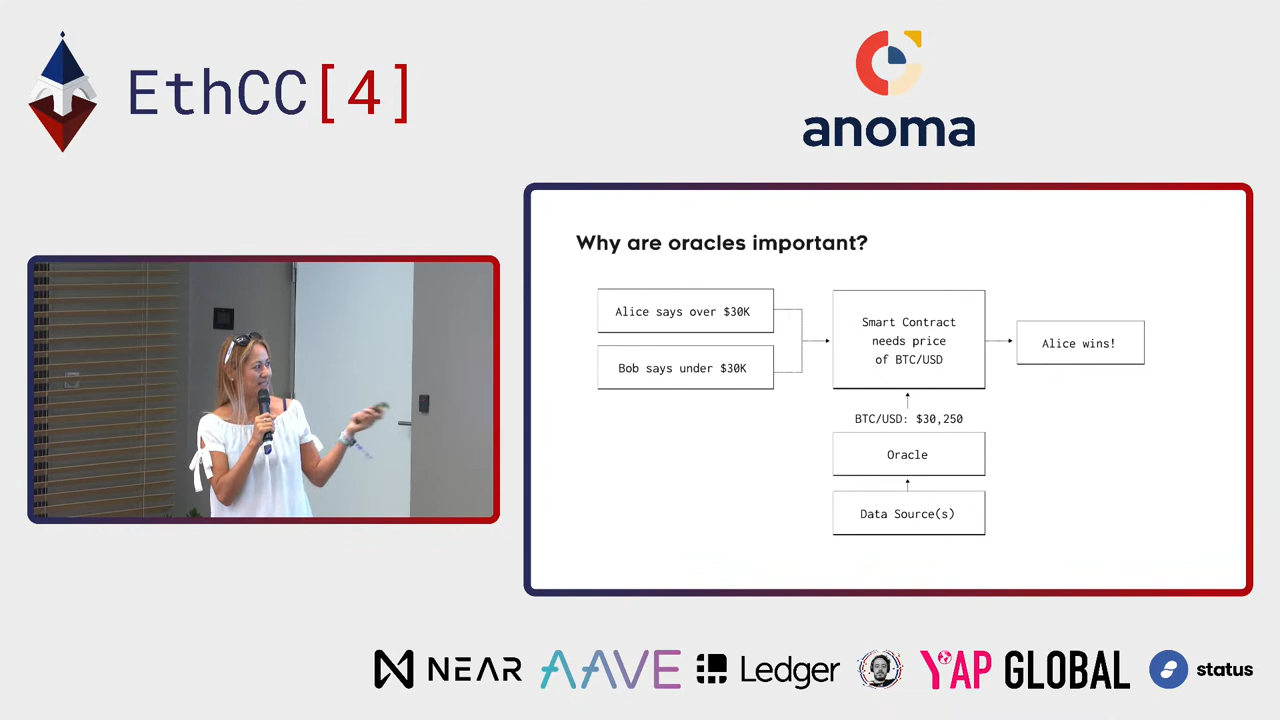 EthCC[4]
anoma
Why are oracles important?
Alice says over $30K
Bob says under $30K
Smart Contract
needs price
of BTC/USD
Alice wins!
BTC/USD: $30,250
Oracle
Data Source(s)
NEAR
AAVE
Ledger
YAP GLOBAL
status